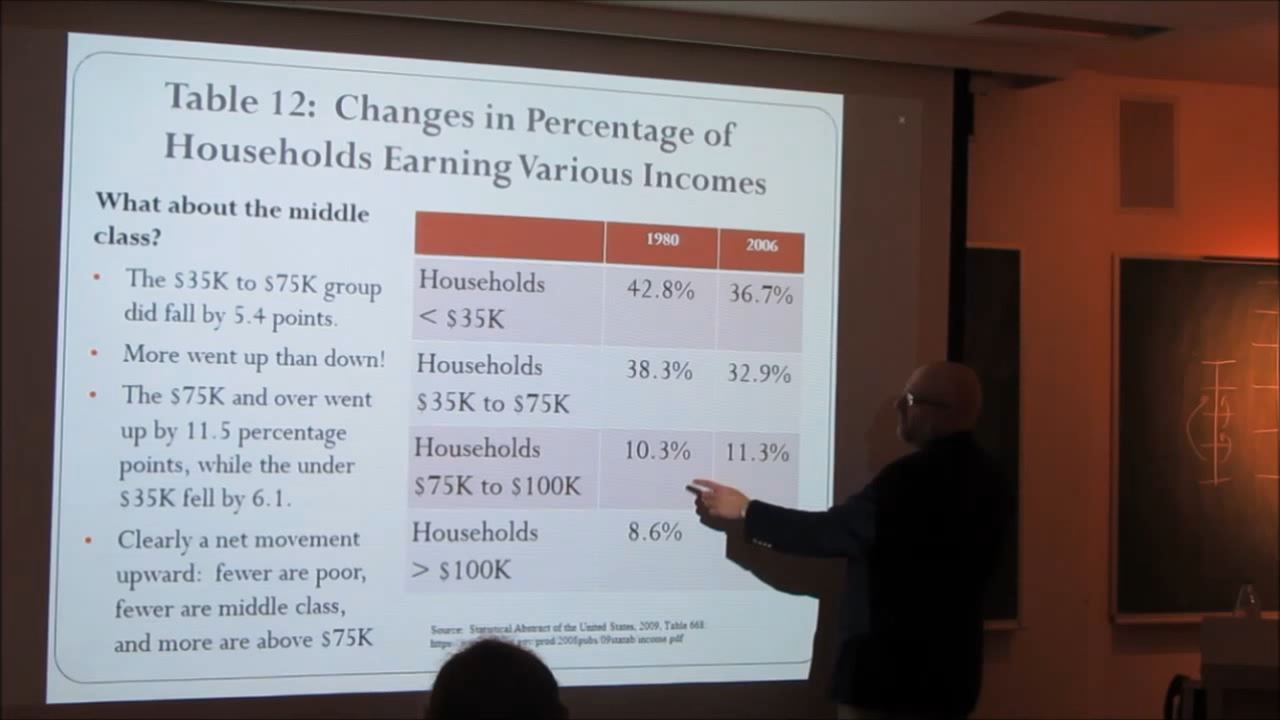 Table 12: Changes in Percentage of
Households Earning Various Incomes
What about the middle
class?
• The $35K to $75K group
did fall by 5.4 points.
• More went up than down!
• The $75K and over went
up by 11.5 percentage
points, while the under
$35K fell by 6.1.
• Clearly a net movement
upward: fewer are poor,
fewer are middle class,
and more are above $75K
1980 2006
Households
< $35K
42.8% 36.7%
Households
$35K to $75K
38.3% 32.9%
Households
$75K to $100K
10.3% 11.3%
Households
> $100K
8.6%
Source: Statistical Abstract of the United States, 2009, Table 668: